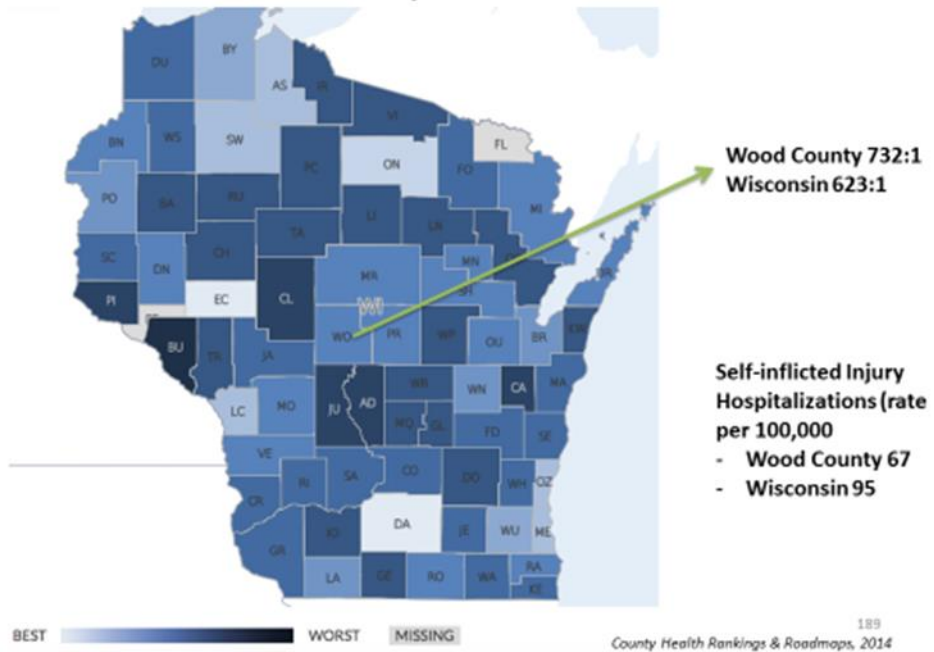 DU
BY
AS
IR
VI
BN
WS
SW
PC
ON
FO
FL
Wood County 732:1
Wisconsin 623:1
PO
BA
RU
LI
LN
MI
TA
SC
DN
CH
MR
MN
SH
DR
PI
EC
CL
WI
WO
PR
WP
OU
BR
KW
BU
TR
JA
Self-inflicted Injury
Hospitalizations (rate
per 100,000
- Wood County 67
- Wisconsin 95
LC
MO
JU
AD
WR
WN
CA
MA
MQ
GL
FD
SE
VE
CR
RI
SA
CO
DO
WH
OZ
GR
IO
DA
JE
WU
ME
LA
GE
RO
WA
RA
KE
BEST
WORST
MISSING
189
County Health Rankings & Roadmaps, 2014